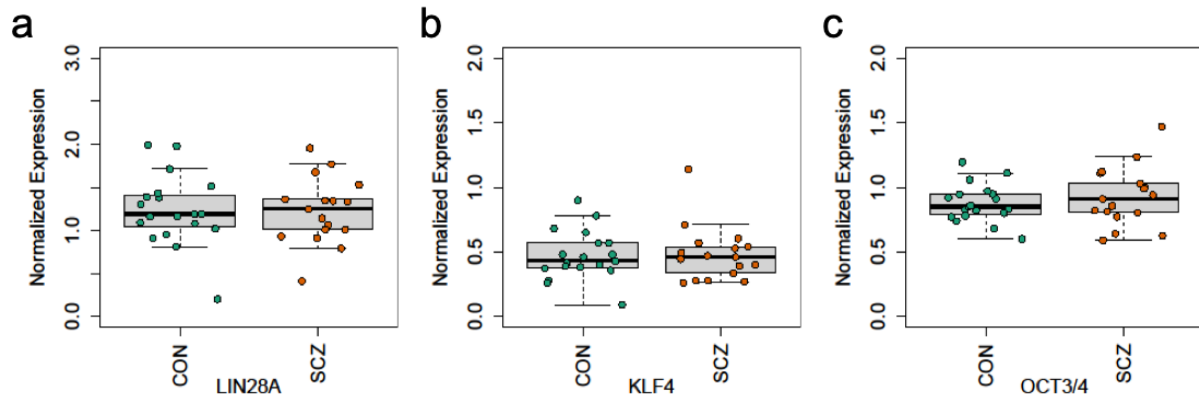 a
Normalized Expression
3.0
2.0
1.0
0.0
CON
SCZ
LIN28A
b
Normalized Expression
2.0
1.5
1.0
0.5
0.0
CON
SCZ
KLF4
c
Normalized Expression
2.0
1.5
1.0
0.5
0.0
CON
SCZ
OCT3/4